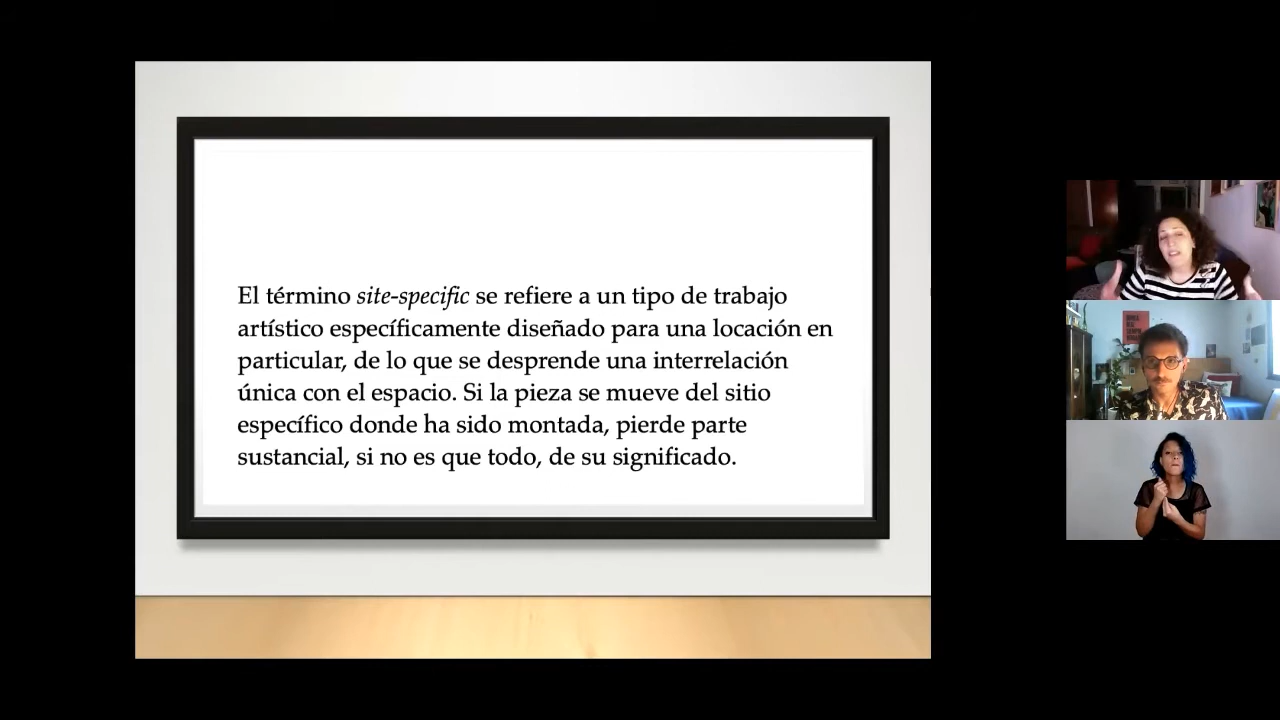 El término site-specific se refiere a un tipo de trabajo
artístico específicamente diseñado para una locación en
particular, de lo que se desprende una interrelación
única con el espacio. Si la pieza se mueve del sitio
específico donde ha sido montada, pierde parte
sustancial, si no es que todo, de su significado.